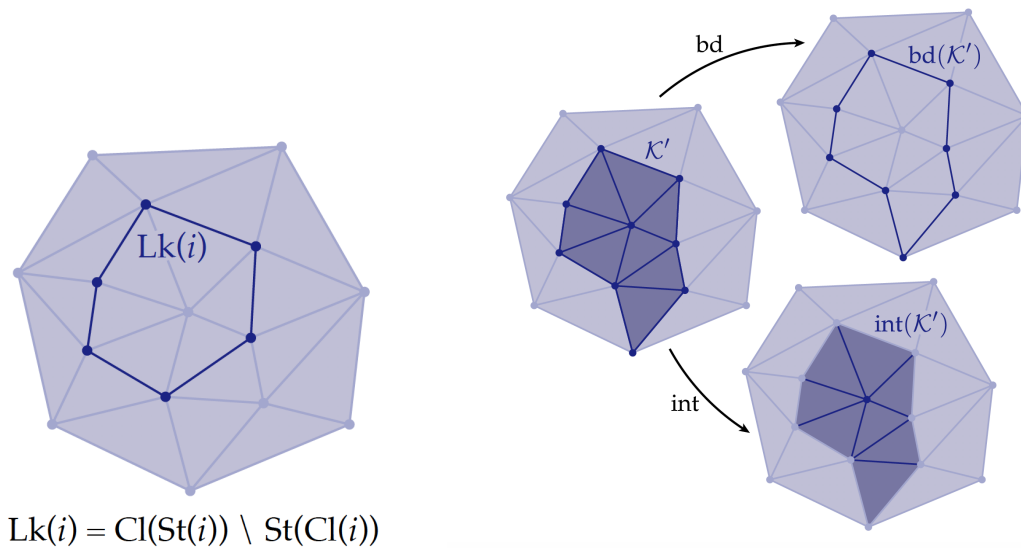 bd
bd(𝒦′)
𝒦′
Lk(i)
int(𝒦′)
int
Lk(i) = Cl(St(i)) \ St(Cl(i))